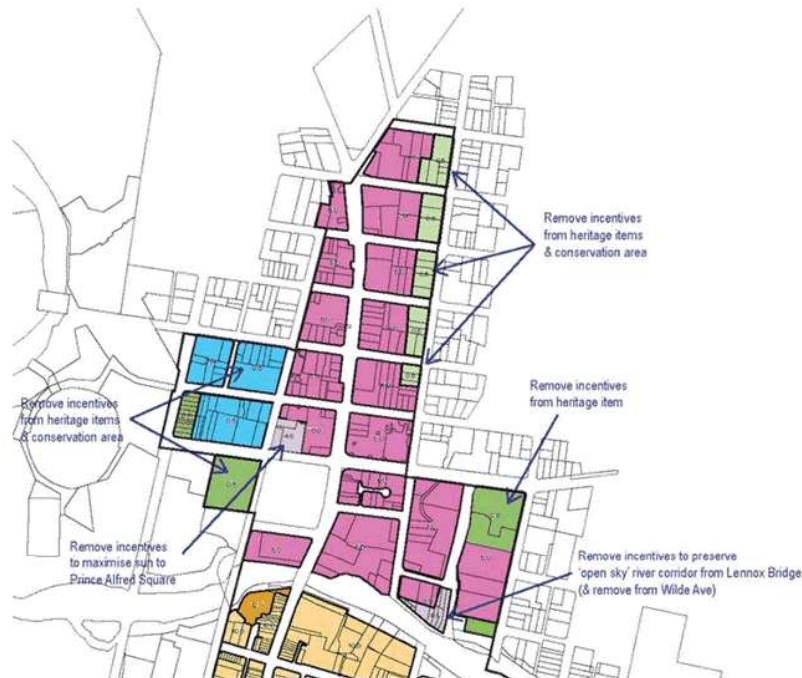 Remove incentives
from heritage items
& conservation area
Remove incentives
from heritage item
Remove incentives
from heritage items
& conservation area
Remove incentives
to maximise sun to
Prince Alfred Square
Remove incentives to preserve
'open sky' river corridor from Lennox Bridge
(& remove from Wilde Ave)